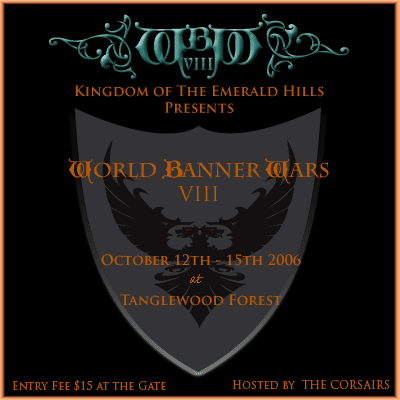 WBW
VIII
Kingdom of The Emerald Hills
Presents
World Banner Wars
VIII
October 12th - 15th 2006
at
Tanglewood Forest
Entry Fee $15 at the Gate
Hosted by THE CORSAIRS